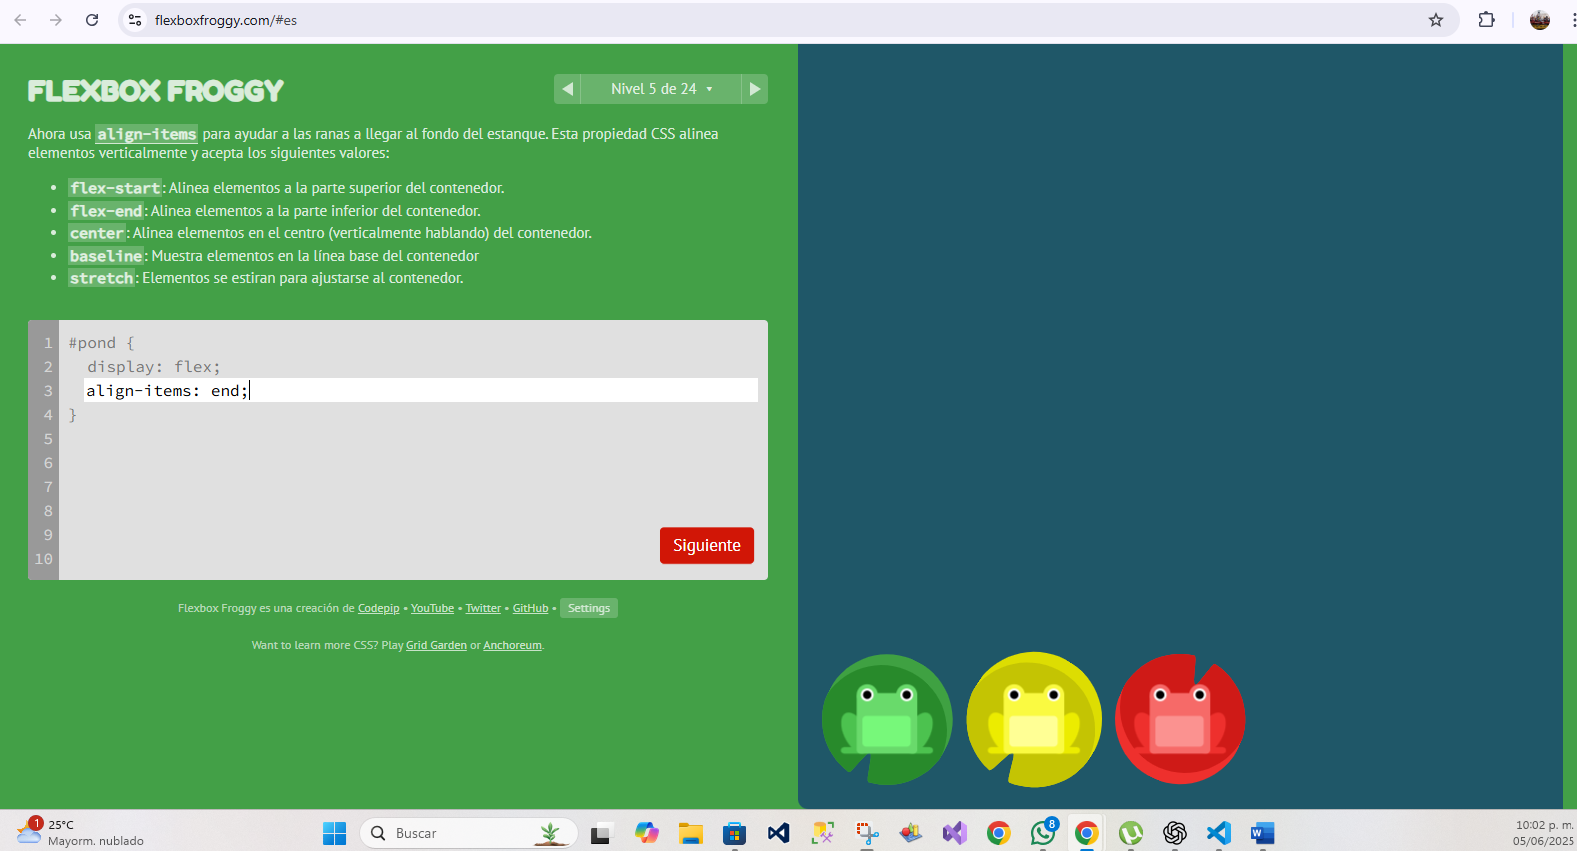 flexboxfroggy.com/#es
FLEXBOX FROGGY
Nivel 5 de 24
Ahora usa align-items para ayudar a las ranas a llegar al fondo del estanque. Esta propiedad CSS alinea
elementos verticalmente y acepta los siguientes valores:
• flex-start: Alinea elementos a la parte superior del contenedor.
• flex-end: Alinea elementos a la parte inferior del contenedor.
• center: Alinea elementos en el centro (verticalmente hablando) del contenedor.
• baseline: Muestra elementos en la línea base del contenedor
• stretch: Elementos se estiran para ajustarse al contenedor.
1 #pond {
2 display: flex;
3 align-items: end;
4 }
5
6
7
8
9
10
Siguiente
Flexbox Froggy es una creación de Codepip • YouTube • Twitter • GitHub • Settings
Want to learn more CSS? Play Grid Garden or Anchoreum.
1
25°C
Mayorm. nublado
Buscar
8
10:02 p. m.
05/06/2025